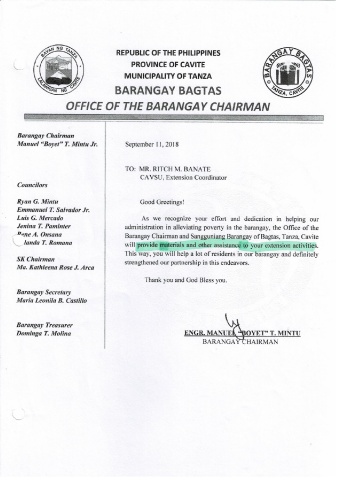 REPUBLIC OF THE PHILIPPINES
PROVINCE OF CAVITE
MUNICIPALITY OF TANZA
BARANGAY BAGTAS
OFFICE OF THE BARANGAY CHAIRMAN
BAYAN NG TANZA
LALAWIGAN NG CAVITE
BARANGAY BAGTAS
TANZA, CAVITE
Barangay Chairman
Manuel "Boyet" T. Mintu Jr.
Councilors
Ryan G. Mintu
Emmanuel T. Salvador Jr.
Luis G. Mercado
Jenina T. Paminter
ne A. Onsana
landa T. Romana
SK Chairman
Ma. Kathleena Rose J. Arca
Barangay Secretary
Maria Leonila B. Castillo
Barangay Treasurer
Dominga T. Molina
September 11, 2018
TO: MR. RITCH M. BANATE
CAVSU, Extension Coordinator
Good Greetings!
As we recognize your effort and dedication in helping our
administration in alleviating poverty in the barangay, the Office of the
Barangay Chairman and Sangguniang Barangay of Bagtas, Tanza, Cavite
will provide materials and other assistance to your extension activities.
This way, you will help a lot of residents in our barangay and definitely
strengthened our partnership in this endeavors.
Thank you and God Bless you.
ENGR. MANUEL "BOYET" T. MINTU
BARANGAY CHAIRMAN